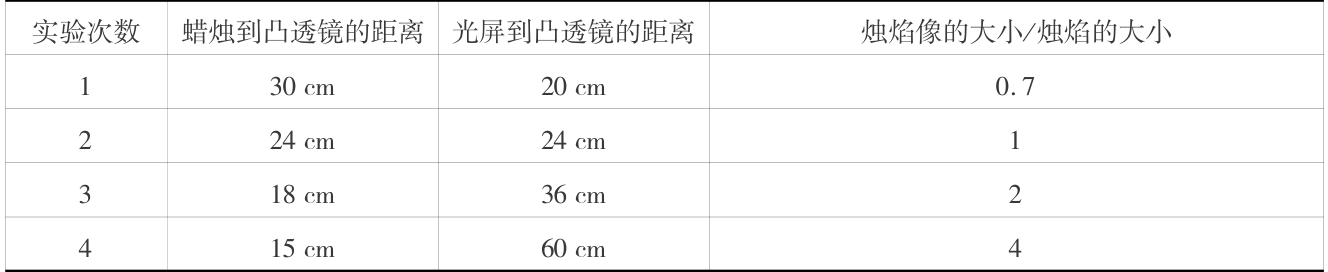 实验次数 蜡烛到凸透镜的距离 光屏到凸透镜的距离 烛焰像的大小/烛焰的大小
1 30 cm 20 cm 0.7
2 24 cm 24 cm 1
3 18 cm 36 cm 2
4 15 cm 60 cm 4